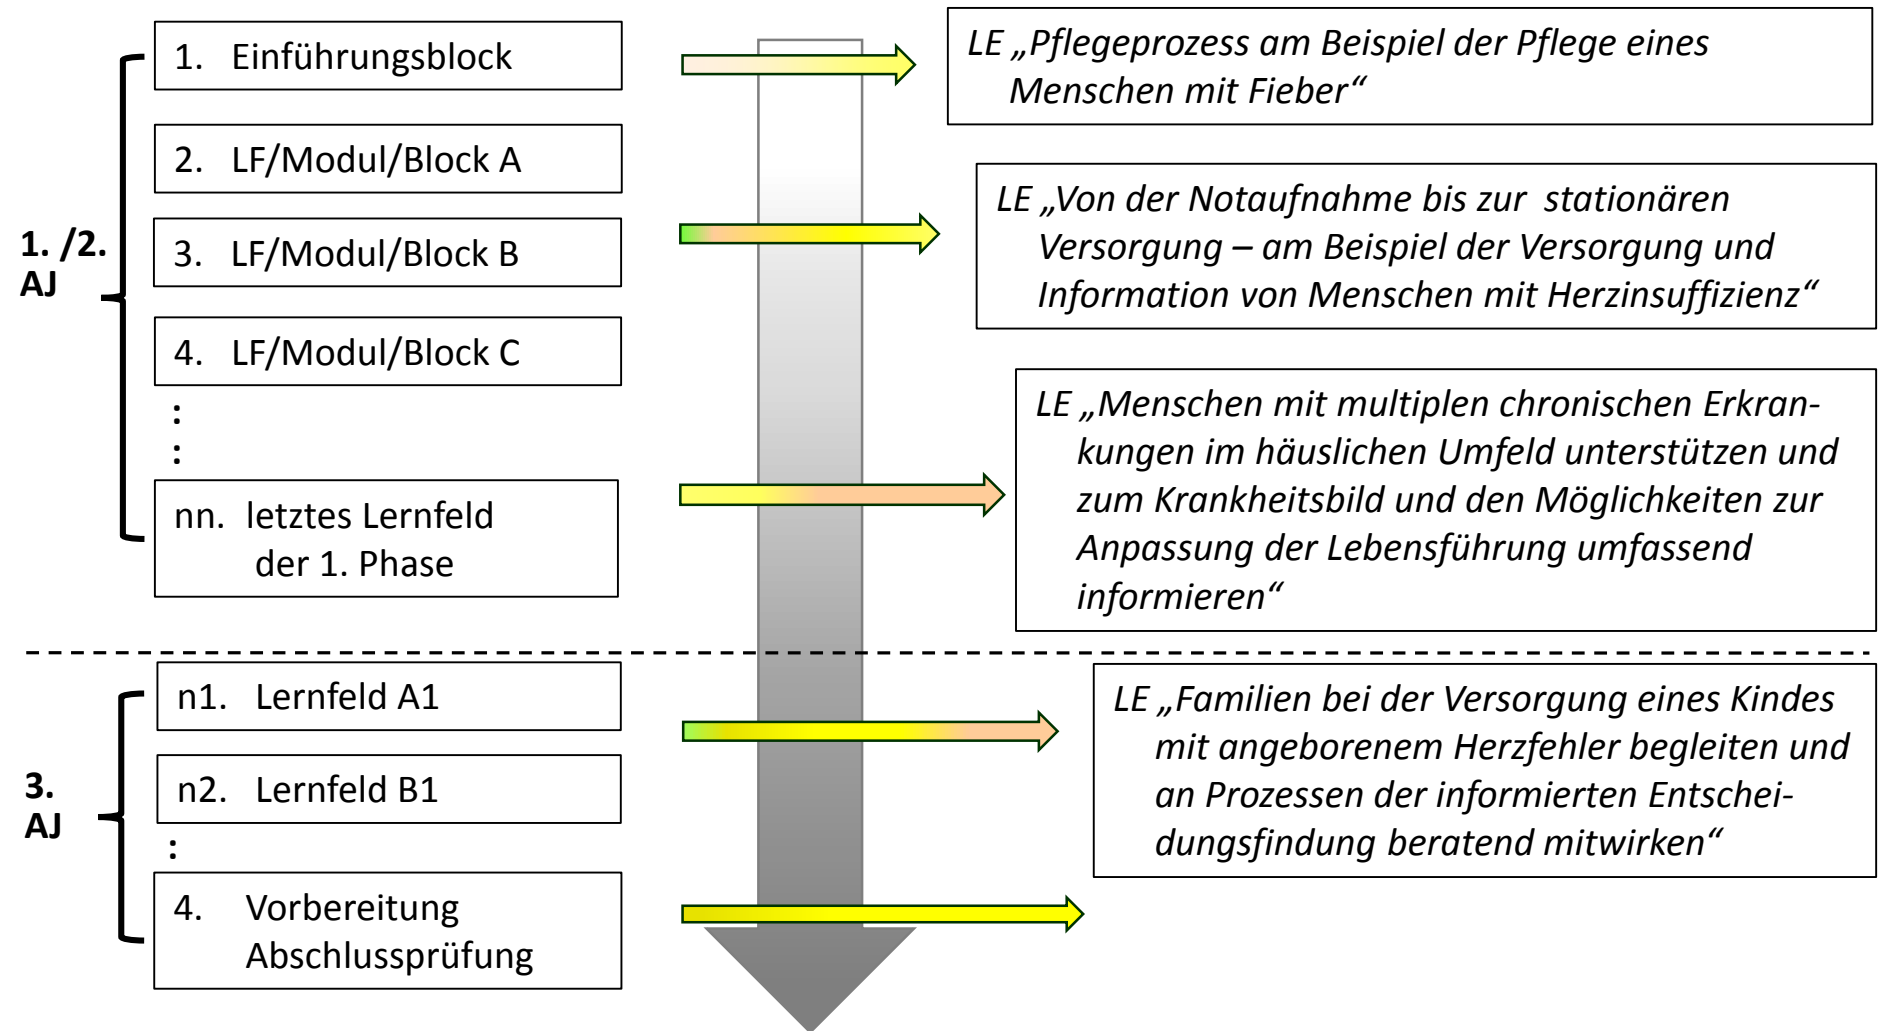 1. /2.
AJ
1. Einführungsblock
2. LF/Modul/Block A
3. LF/Modul/Block B
4. LF/Modul/Block C
:
:
nn. letztes Lernfeld
der 1. Phase
LE „Pflegeprozess am Beispiel der Pflege eines
Menschen mit Fieber“
LE „Von der Notaufnahme bis zur stationären
Versorgung – am Beispiel der Versorgung und
Information von Menschen mit Herzinsuffizienz“
LE „Menschen mit multiplen chronischen Erkran-
kungen im häuslichen Umfeld unterstützen und
zum Krankheitsbild und den Möglichkeiten zur
Anpassung der Lebensführung umfassend
informieren“
3.
AJ
n1. Lernfeld A1
n2. Lernfeld B1
:
4. Vorbereitung
Abschlussprüfung
LE „Familien bei der Versorgung eines Kindes
mit angeborenem Herzfehler begleiten und
an Prozessen der informierten Entschei-
dungsfindung beratend mitwirken“